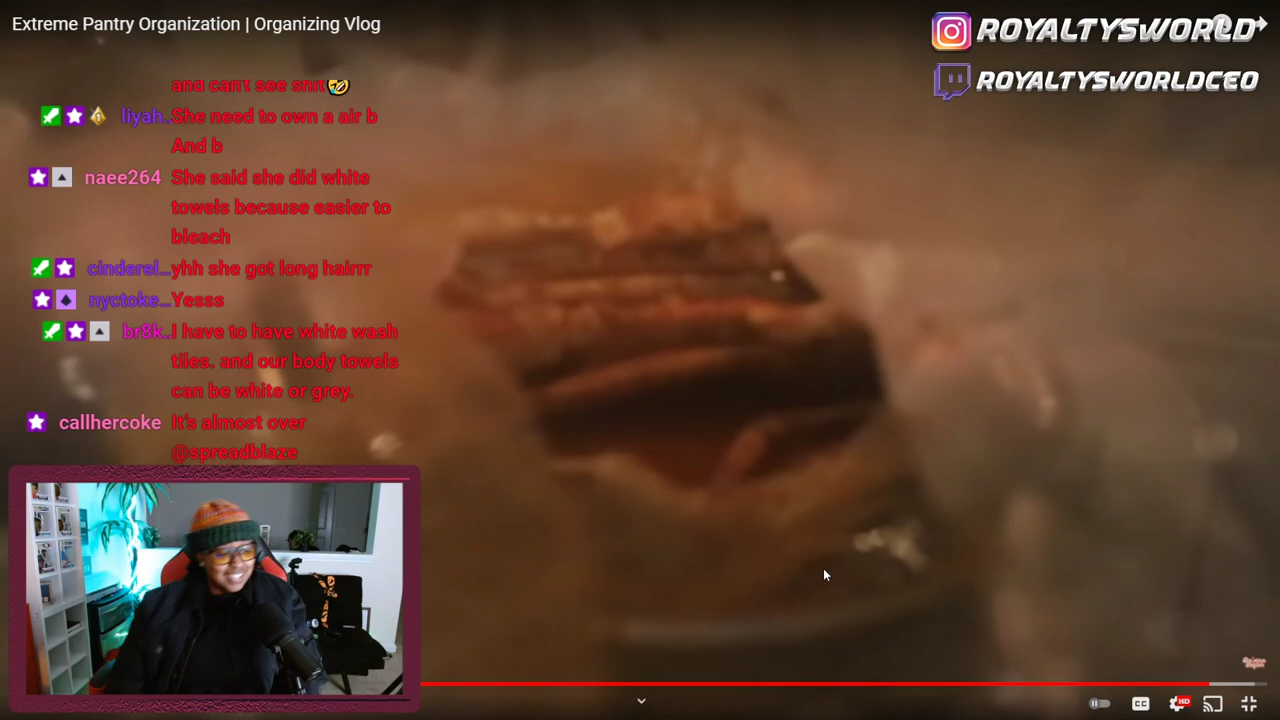 Extreme Pantry Organization | Organizing Vlog
ROYALTYSWORLD
ROYALTYSWORLDCEO
and can't see shit🤣
liyah.. She need to own a air b
And b
naee264 She said she did white
towels because easier to
bleach
cinderel... yhh she got long hairrr
nyctoke... Yesss
br8k.. I have to have white wash
tiles. and our body towels
can be white or grey.
callhercoke It's almost over
@spreadblaze
CC
HD